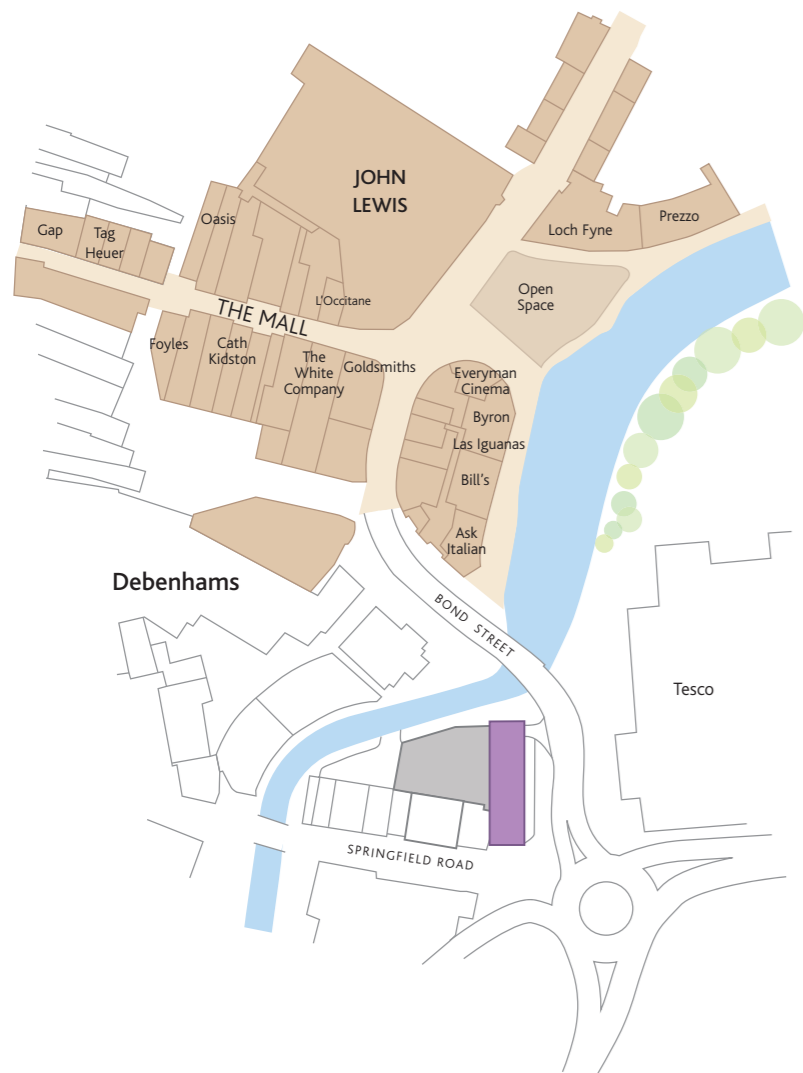 JOHN
LEWIS
Oasis
Gap
Tag
Heuer
Loch Fyne
Prezzo
L'Occitane
Open
Space
THE MALL
Foyles
Cath
Kidston
The
White
Company
Goldsmiths
Everyman
Cinema
Byron
Las Iguanas
Bill's
Ask
Italian
Debenhams
BOND STREET
Tesco
SPRINGFIELD ROAD